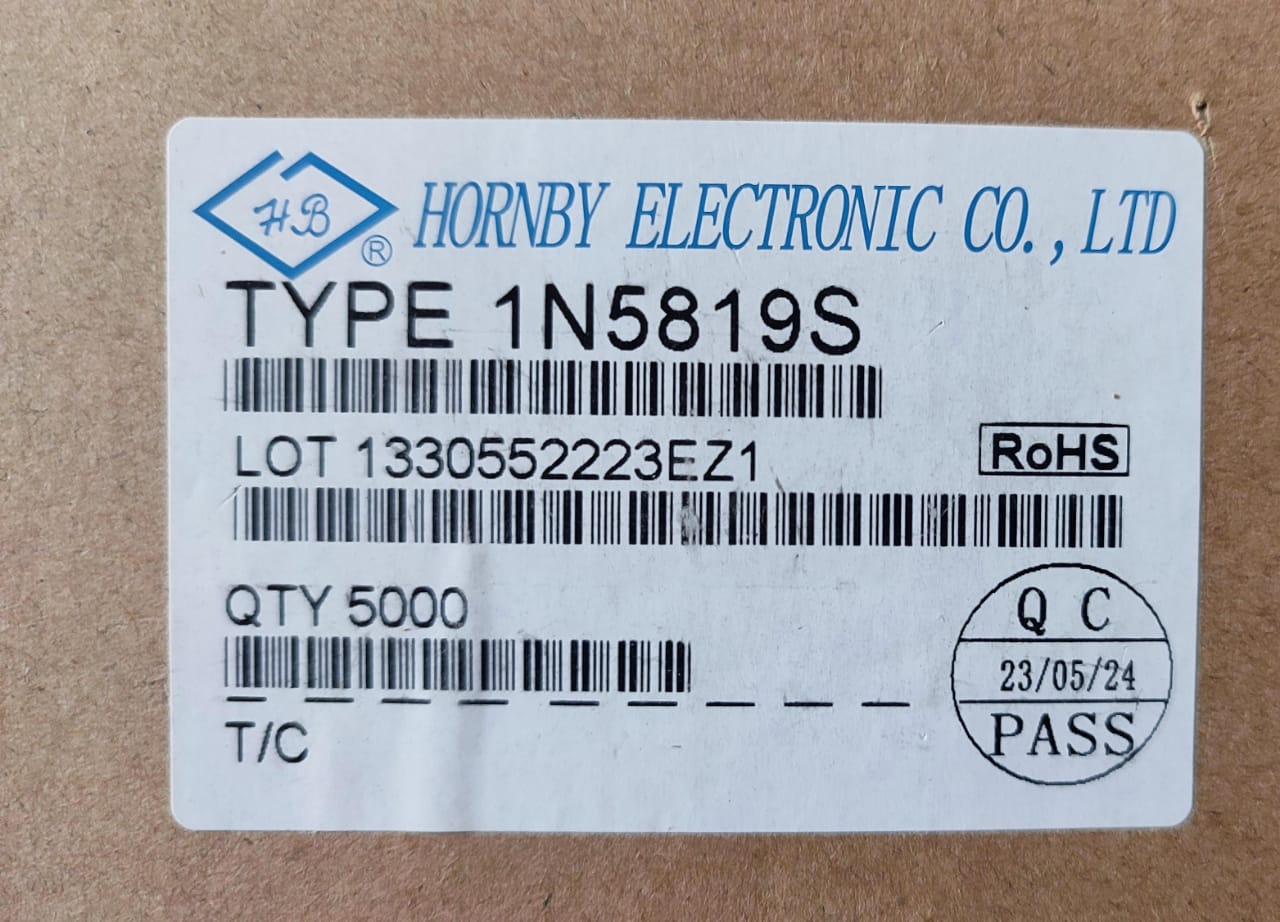 HB
®
HORNBY ELECTRONIC CO.,LTD
TYPE 1N5819S
LOT 1330552223EZ1
RoHS
QTY 5000
T/C
Q C
23/05/24
PASS